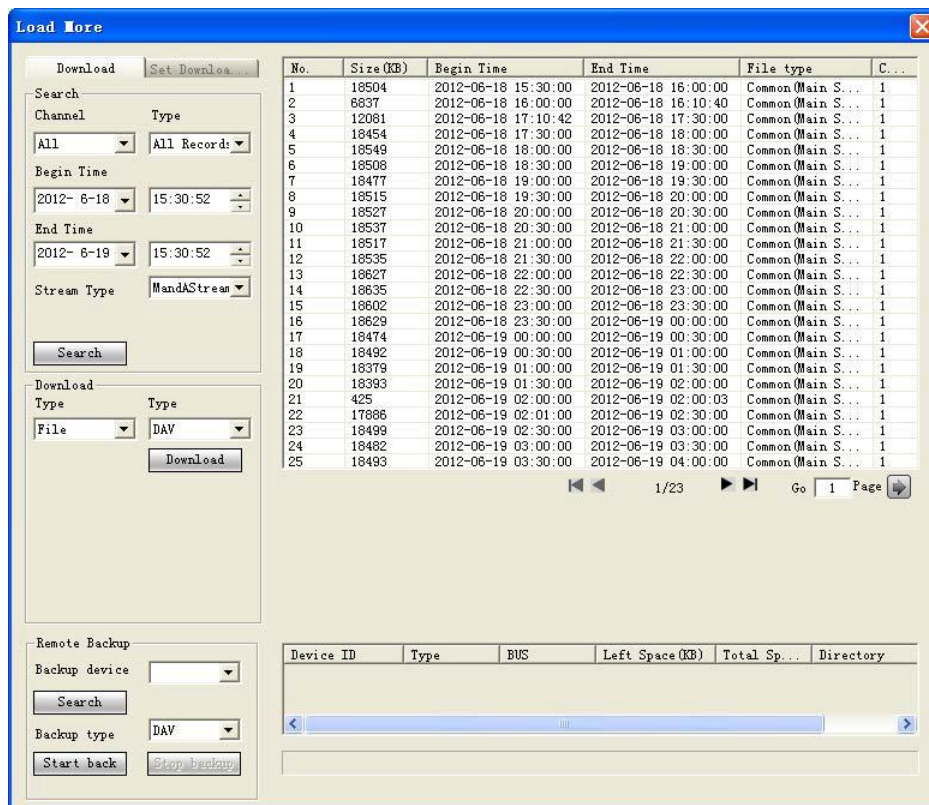 Load More
Download Set Downloa...
Search
Channel Type
All All Records
Begin Time
2012- 6-18 15:30:52
End Time
2012- 6-19 15:30:52
Stream Type MandAStream
Search
Download
Type Type
File DAV
Download
Remote Backup
Backup device
Search
Backup type DAV
Start back Stop backup
No. Size(KB) Begin Time End Time File type C...
1 18504 2012-06-18 15:30:00 2012-06-18 16:00:00 Common(Main S... 1
2 6837 2012-06-18 16:00:00 2012-06-18 16:10:40 Common(Main S... 1
3 12081 2012-06-18 17:10:42 2012-06-18 17:30:00 Common(Main S... 1
4 18454 2012-06-18 17:30:00 2012-06-18 18:00:00 Common(Main S... 1
5 18549 2012-06-18 18:00:00 2012-06-18 18:30:00 Common(Main S... 1
6 18508 2012-06-18 18:30:00 2012-06-18 19:00:00 Common(Main S... 1
7 18477 2012-06-18 19:00:00 2012-06-18 19:30:00 Common(Main S... 1
8 18515 2012-06-18 19:30:00 2012-06-18 20:00:00 Common(Main S... 1
9 18527 2012-06-18 20:00:00 2012-06-18 20:30:00 Common(Main S... 1
10 18537 2012-06-18 20:30:00 2012-06-18 21:00:00 Common(Main S... 1
11 18517 2012-06-18 21:00:00 2012-06-18 21:30:00 Common(Main S... 1
12 18535 2012-06-18 21:30:00 2012-06-18 22:00:00 Common(Main S... 1
13 18627 2012-06-18 22:00:00 2012-06-18 22:30:00 Common(Main S... 1
14 18635 2012-06-18 22:30:00 2012-06-18 23:00:00 Common(Main S... 1
15 18602 2012-06-18 23:00:00 2012-06-18 23:30:00 Common(Main S... 1
16 18629 2012-06-18 23:30:00 2012-06-19 00:00:00 Common(Main S... 1
17 18474 2012-06-19 00:00:00 2012-06-19 00:30:00 Common(Main S... 1
18 18492 2012-06-19 00:30:00 2012-06-19 01:00:00 Common(Main S... 1
19 18379 2012-06-19 01:00:00 2012-06-19 01:30:00 Common(Main S... 1
20 18393 2012-06-19 01:30:00 2012-06-19 02:00:00 Common(Main S... 1
21 425 2012-06-19 02:00:00 2012-06-19 02:00:03 Common(Main S... 1
22 17886 2012-06-19 02:01:00 2012-06-19 02:30:00 Common(Main S... 1
23 18499 2012-06-19 02:30:00 2012-06-19 03:00:00 Common(Main S... 1
24 18482 2012-06-19 03:00:00 2012-06-19 03:30:00 Common(Main S... 1
25 18493 2012-06-19 03:30:00 2012-06-19 04:00:00 Common(Main S... 1
1/23 Go 1 Page
Device ID Type BUS Left Space(KB) Total Sp... Directory